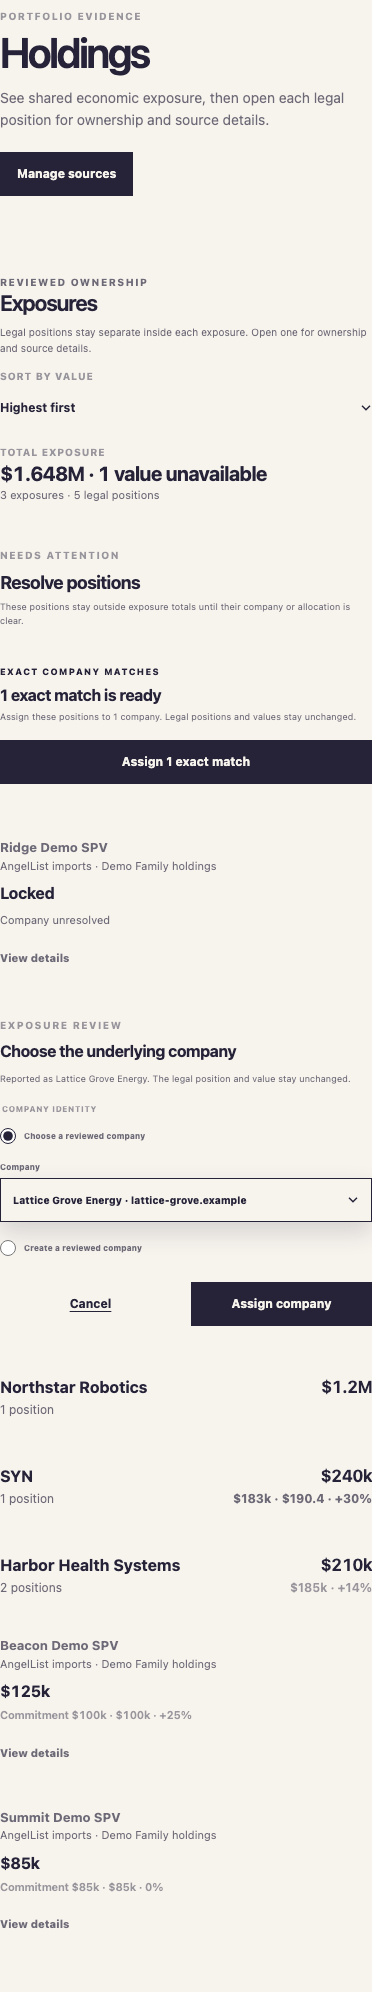 PORTFOLIO EVIDENCE
Holdings
See shared economic exposure, then open each legal
position for ownership and source details.
Manage sources
REVIEWED OWNERSHIP
Exposures
Legal positions stay separate inside each exposure. Open one for ownership
and source details.
SORT BY VALUE
Highest first
TOTAL EXPOSURE
$1.648M · 1 value unavailable
3 exposures · 5 legal positions
NEEDS ATTENTION
Resolve positions
These positions stay outside exposure totals until their company or allocation is
clear.
EXACT COMPANY MATCHES
1 exact match is ready
Assign these positions to 1 company. Legal positions and values stay unchanged.
Assign 1 exact match
Ridge Demo SPV
AngelList imports · Demo Family holdings
Locked
Company unresolved
View details
EXPOSURE REVIEW
Choose the underlying company
Reported as Lattice Grove Energy. The legal position and value stay unchanged.
COMPANY IDENTITY
Choose a reviewed company
Company
Lattice Grove Energy · lattice-grove.example
Create a reviewed company
Cancel
Assign company
Northstar Robotics
$1.2M
1 position
SYN
$240k
1 position
$183k · $190.4 · +30%
Harbor Health Systems
$210k
2 positions
$185k · +14%
Beacon Demo SPV
AngelList imports · Demo Family holdings
$125k
Commitment $100k · $100k · +25%
View details
Summit Demo SPV
AngelList imports · Demo Family holdings
$85k
Commitment $85k · $85k · 0%
View details